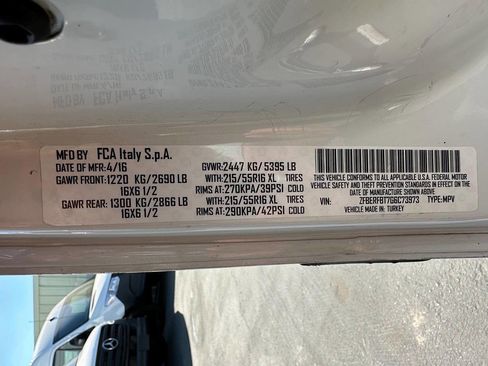 MFD BY FCA Italy S.p.A.
DATE OF MFR: 4/16
GVWR: 2447 KG/ 5395 LB
GAWR FRONT: 1220 KG/ 2690 LB
WITH: 215/55R16 XL TIRES
16X6 1/2
RIMS AT: 270KPA/39PSI COLD
GAWR REAR: 1300 KG/ 2866 LB
WITH: 215/55R16 XL TIRES
16X6 1/2
RIMS AT: 290KPA/42PSI COLD
THIS VEHICLE CONFORMS TO ALL APPLICABLE U.S.A. FEDERAL MOTOR
VEHICLE SAFETY AND THEFT PREVENTION STANDARDS IN EFFECT ON THE
DATE OF MANUFACTURE SHOWN ABOVE.
VIN: ZFBERFBT7G6C73973 TYPE: MPV
VEHICLE MADE IN: TURKEY